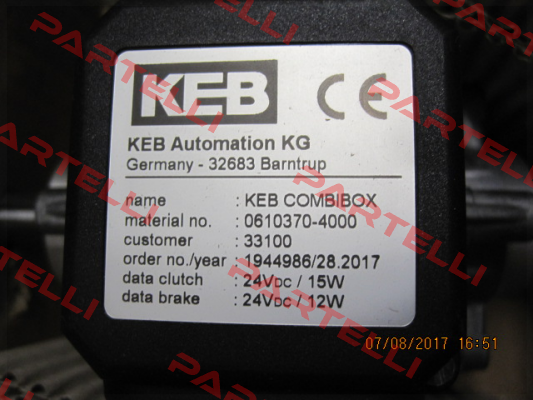 KEB CE
KEB Automation KG
Germany - 32683 Barntrup
name : KEB COMBIBOX
material no. : 0610370-4000
customer : 33100
order no./year : 1944986/28.2017
data clutch : 24VDC / 15W
data brake : 24VDC / 12W
07/08/2017 16:51
PARTELLI
PARTELLI
PARTELLI
PARTELLI
PARTELLI
PARTELLI